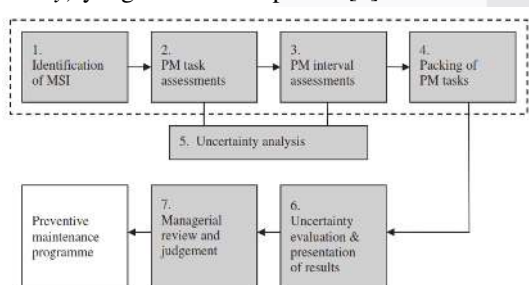 1.
Identification
of MSI
2.
PM task
assessments
3.
PM interval
assessments
4.
Packing of
PM tasks
5. Uncertainty analysis
Preventive
maintenance
programme
7.
Managerial
review and
judgement
6.
Uncertainty
evaluation &
presentation
of results